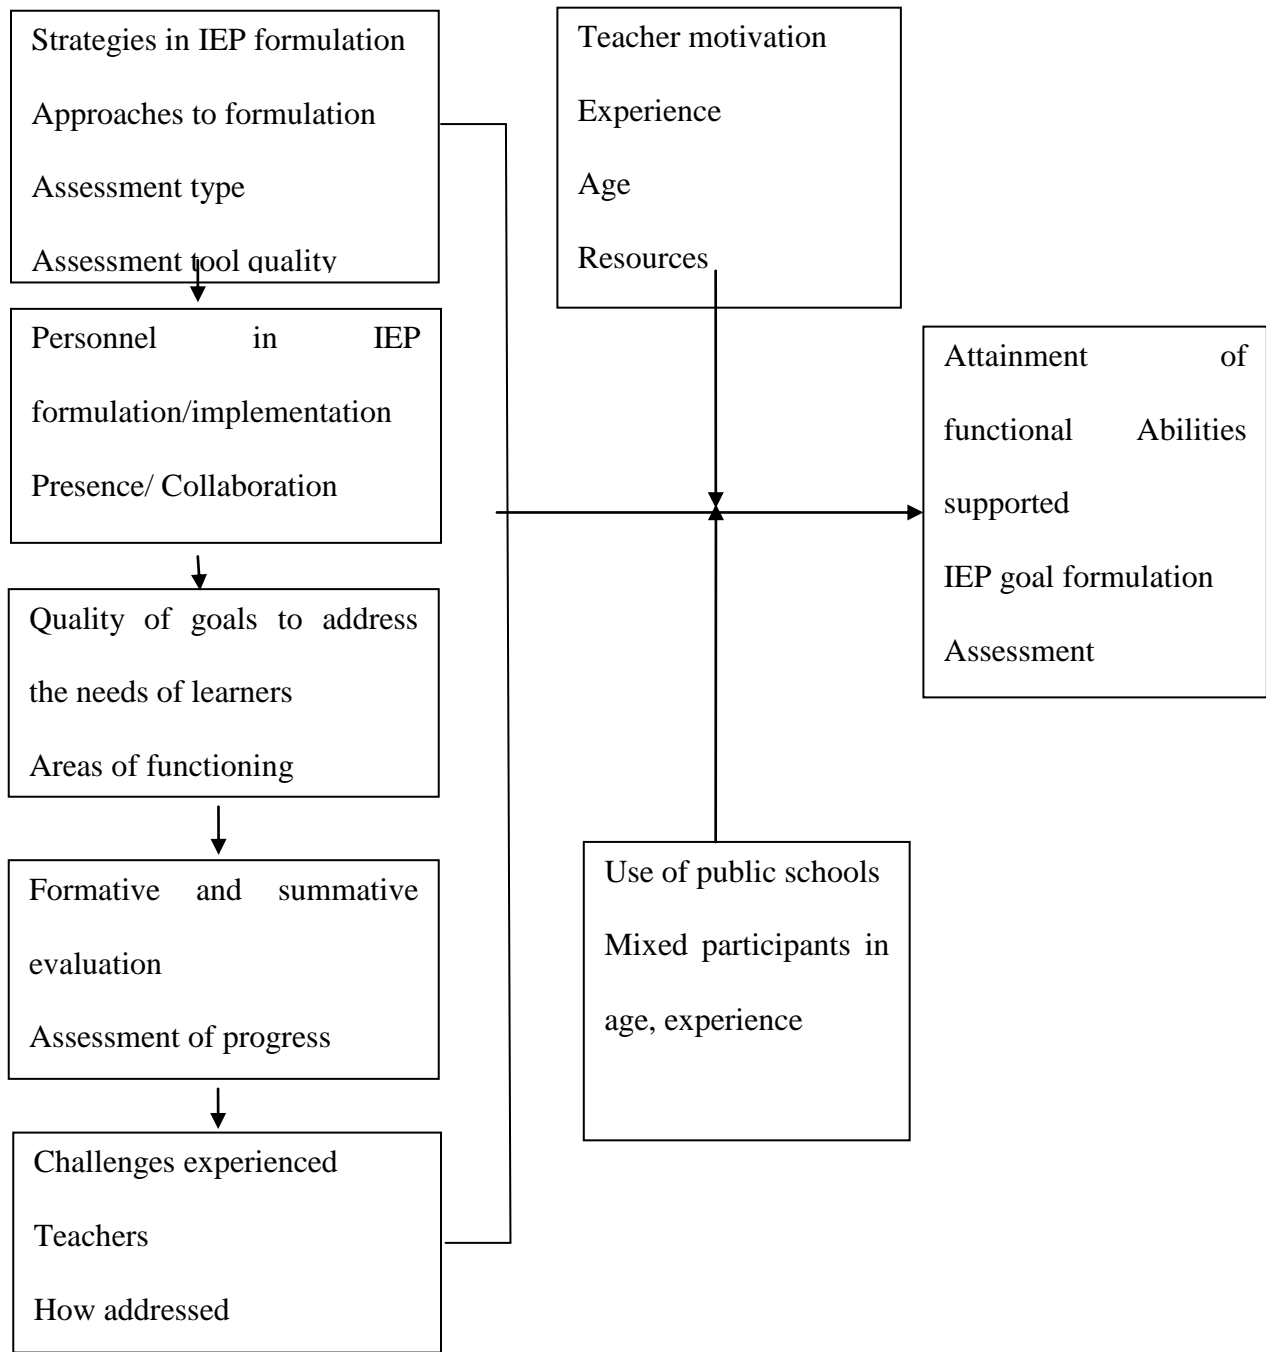 Strategies in IEP formulation
Approaches to formulation
Assessment type
Assessment tool quality
Personnel in IEP
formulation/implementation
Presence/ Collaboration
Quality of goals to address
the needs of learners
Areas of functioning
Formative and summative
evaluation
Assessment of progress
Challenges experienced
Teachers
How addressed
Teacher motivation
Experience
Age
Resources
Use of public schools
Mixed participants in
age, experience
Attainment of
functional Abilities
supported
IEP goal formulation
Assessment